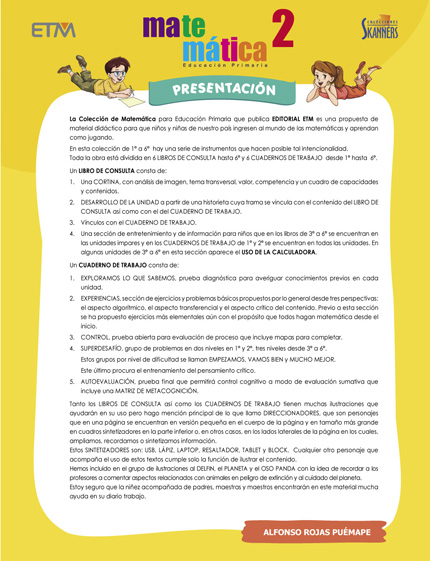 ETM
mate
mática 2
Educación Primaria
COLECCIONES
SKANNERS
PRESENTACIÓN
La Colección de Matemática para Educación Primaria que publica EDITORIAL ETM es una propuesta de
material didáctico para que niños y niñas de nuestro país ingresen al mundo de las matemáticas y aprendan
como jugando.
En esta colección de 1° a 6° hay una serie de instrumentos que hacen posible tal intencionalidad.
Toda la obra está dividida en 6 LIBROS DE CONSULTA hasta 6° y 6 CUADERNOS DE TRABAJO desde 1° hasta 6°.
Un LIBRO DE CONSULTA consta de:
1. Una CORTINA, con análisis de imagen, tema transversal, valor, competencia y un cuadro de capacidades
y contenidos.
2. DESARROLLO DE LA UNIDAD a partir de una historieta cuya trama se vincula con el contenido del LIBRO DE
CONSULTA así como con el del CUADERNO DE TRABAJO.
3. Vínculos con el CUADERNO DE TRABAJO.
4. Una sección de entretenimiento y de información para niños que en los libros de 3° a 6° se encuentran en
las unidades impares y en los CUADERNOS DE TRABAJO de 1° y 2° se encuentran en todas las unidades. En
algunas unidades de 3° a 6° en esta sección aparece el USO DE LA CALCULADORA.
Un CUADERNO DE TRABAJO consta de:
1. EXPLORAMOS LO QUE SABEMOS, prueba diagnóstica para averiguar conocimientos previos en cada
unidad.
2. EXPERIENCIAS, sección de ejercicios y problemas básicos propuestos por lo general desde tres perspectivas:
el aspecto algorítmico, el aspecto transferencial y el aspecto crítico del contenido. Previo a esta sección
se ha propuesto ejercicios más elementales aún con el propósito que todos hagan matemática desde el
inicio.
3. CONTROL, prueba abierta para evaluación de proceso que incluye mapas para completar.
4. SUPERDESAFÍO, grupo de problemas en dos niveles en 1° y 2°, tres niveles desde 3° a 6°.
Estos grupos por nivel de dificultad se llaman EMPEZAMOS, VAMOS BIEN y MUCHO MEJOR.
Este último procura el entrenamiento del pensamiento crítico.
5. AUTOEVALUACIÓN, prueba final que permitirá control cognitivo a modo de evaluación sumativa que
incluye una MATRIZ DE METACOGNICIÓN.
Tanto los LIBROS DE CONSULTA así como los CUADERNOS DE TRABAJO tienen muchas ilustraciones que
ayudarán en su uso pero hago mención principal de lo que llamo DIRECCIONADORES, que son personajes
que en una página se encuentran en versión pequeña en el cuerpo de la página y en tamaño más grande
en cuadros sintetizadores en la parte inferior o, en otros casos, en los lados laterales de la página en los cuales,
ampliamos, recordamos o sintetizamos información.
Estos SINTETIZADORES son: USB, LÁPIZ, LAPTOP, RESALTADOR, TABLET y BLOCK. Cualquier otro personaje que
acompaña el uso de estos textos cumple solo la función de ilustrar el contenido.
Hemos incluido en el grupo de ilustraciones al DELFIN, el PLANETA y el OSO PANDA con la idea de recordar a los
profesores a comentar aspectos relacionados con animales en peligro de extinción y al cuidado del planeta.
Estoy seguro que la niñez acompañada de padres, maestras y maestros encontrarán en este material mucha
ayuda en su diario trabajo.
ALFONSO ROJAS PUÉMAPE